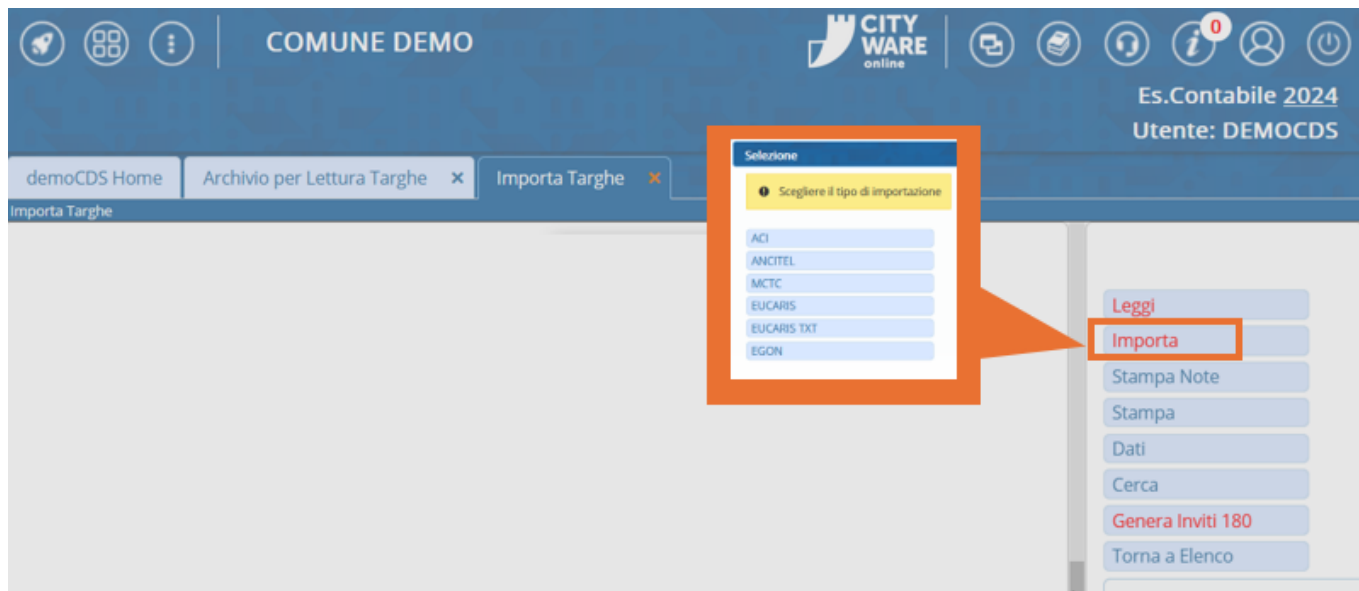 COMUNE DEMO
CITY
WARE
online
0
Es.Contabile 2024
Utente: DEMOCDS
demoCDS Home
Archivio per Lettura Targhe
Importa Targhe
Importa Targhe
Selezione
Scegliere il tipo di importazione
ACI
ANCITEL
MCTC
EUCARIS
EUCARIS TXT
EGON
Leggi
Importa
Stampa Note
Stampa
Dati
Cerca
Genera Inviti 180
Torna a Elenco